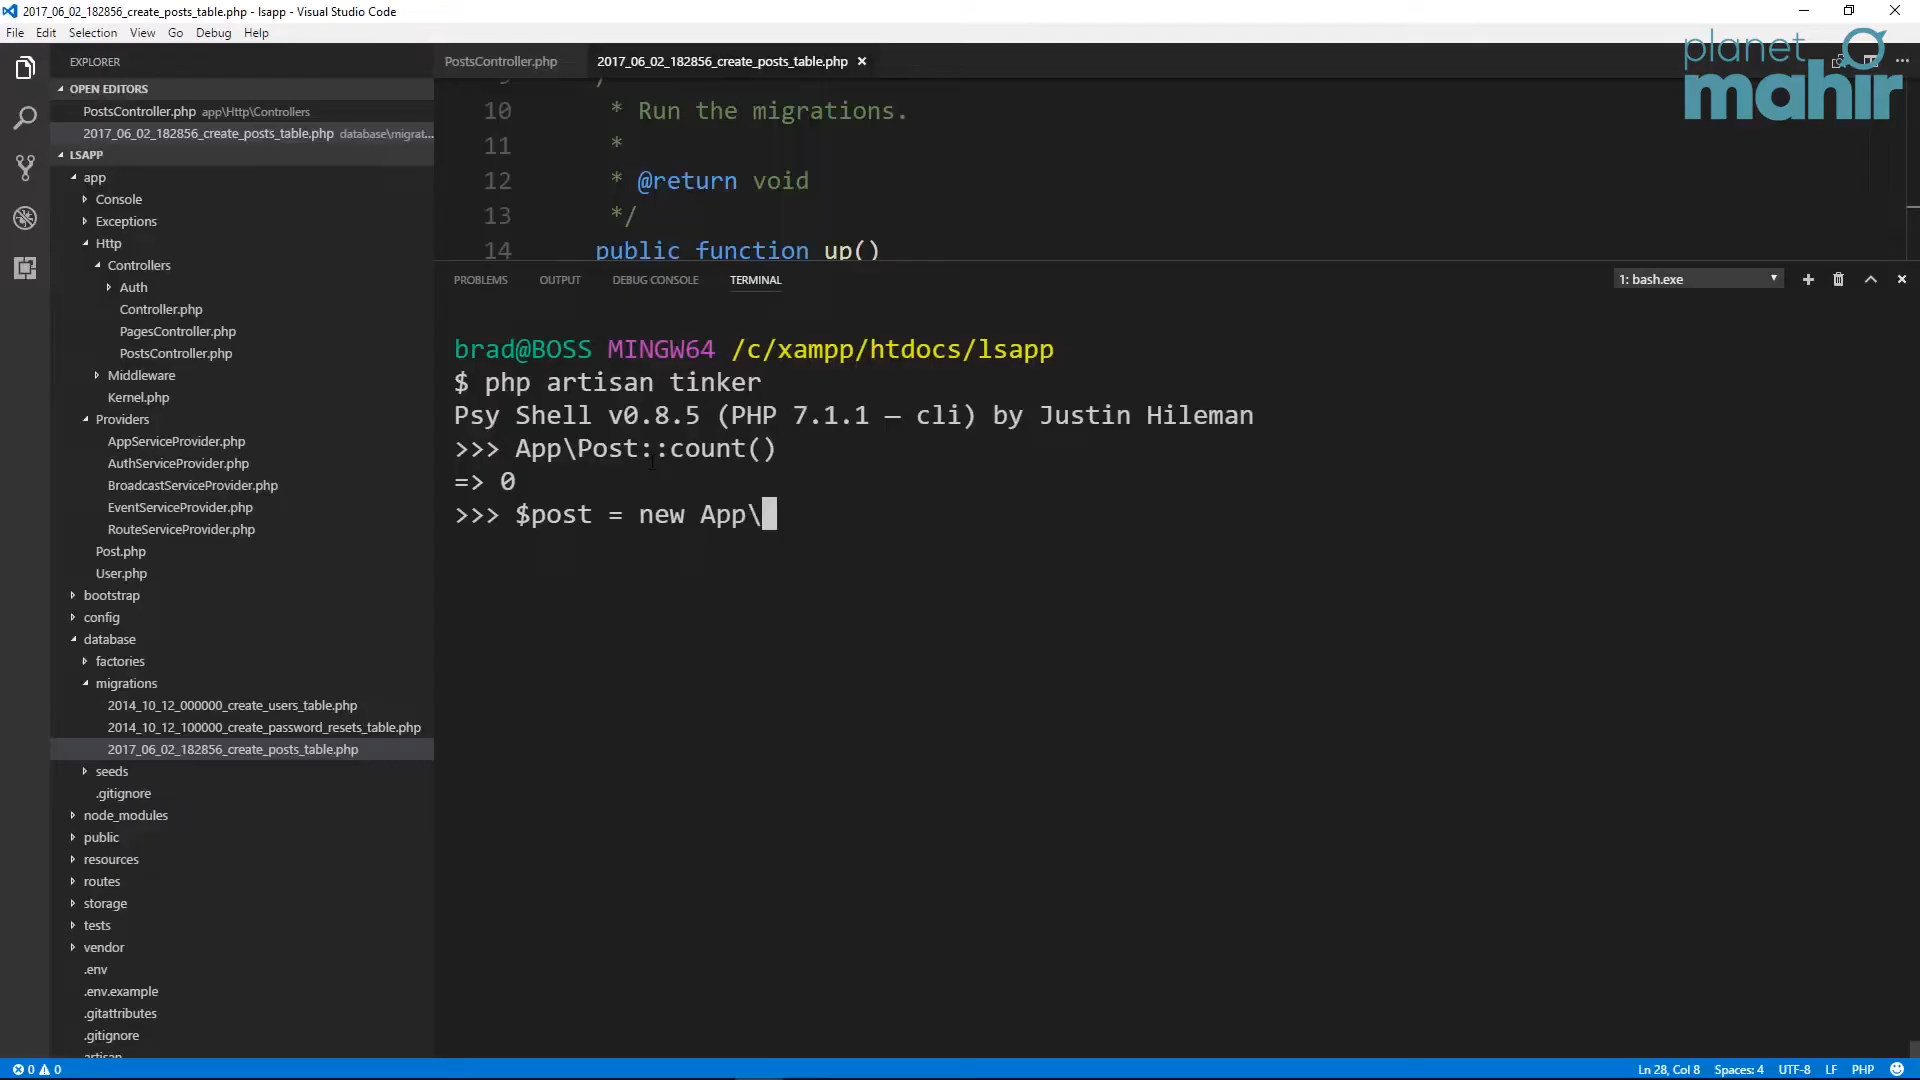 2017_06_02_182856_create_posts_table.php - lsapp - Visual Studio Code
File Edit Selection View Go Debug Help
planet
mahir
EXPLORER
OPEN EDITORS
PostsController.php app\Http\Controllers
2017_06_02_182856_create_posts_table.php database\migrat...
LSAPP
app
Console
Exceptions
Http
Controllers
Auth
Controller.php
PagesController.php
PostsController.php
Middleware
Kernel.php
Providers
AppServiceProvider.php
AuthServiceProvider.php
BroadcastServiceProvider.php
EventServiceProvider.php
RouteServiceProvider.php
Post.php
User.php
bootstrap
config
database
factories
migrations
2014_10_12_000000_create_users_table.php
2014_10_12_100000_create_password_resets_table.php
2017_06_02_182856_create_posts_table.php
seeds
.gitignore
node_modules
public
resources
routes
storage
tests
vendor
.env
.env.example
.gitattributes
.gitignore
artisan
PostsController.php 2017_06_02_182856_create_posts_table.php
10 * Run the migrations.
11 *
12 * @return void
13 */
14 public function up()
PROBLEMS OUTPUT DEBUG CONSOLE TERMINAL 1: bash.exe
brad@BOSS MINGW64 /c/xampp/htdocs/lsapp
$ php artisan tinker
Psy Shell v0.8.5 (PHP 7.1.1 — cli) by Justin Hileman
>>> App\Post::count()
=> 0
>>> $post = new App\
0 0 Ln 28, Col 8 Spaces: 4 UTF-8 LF PHP